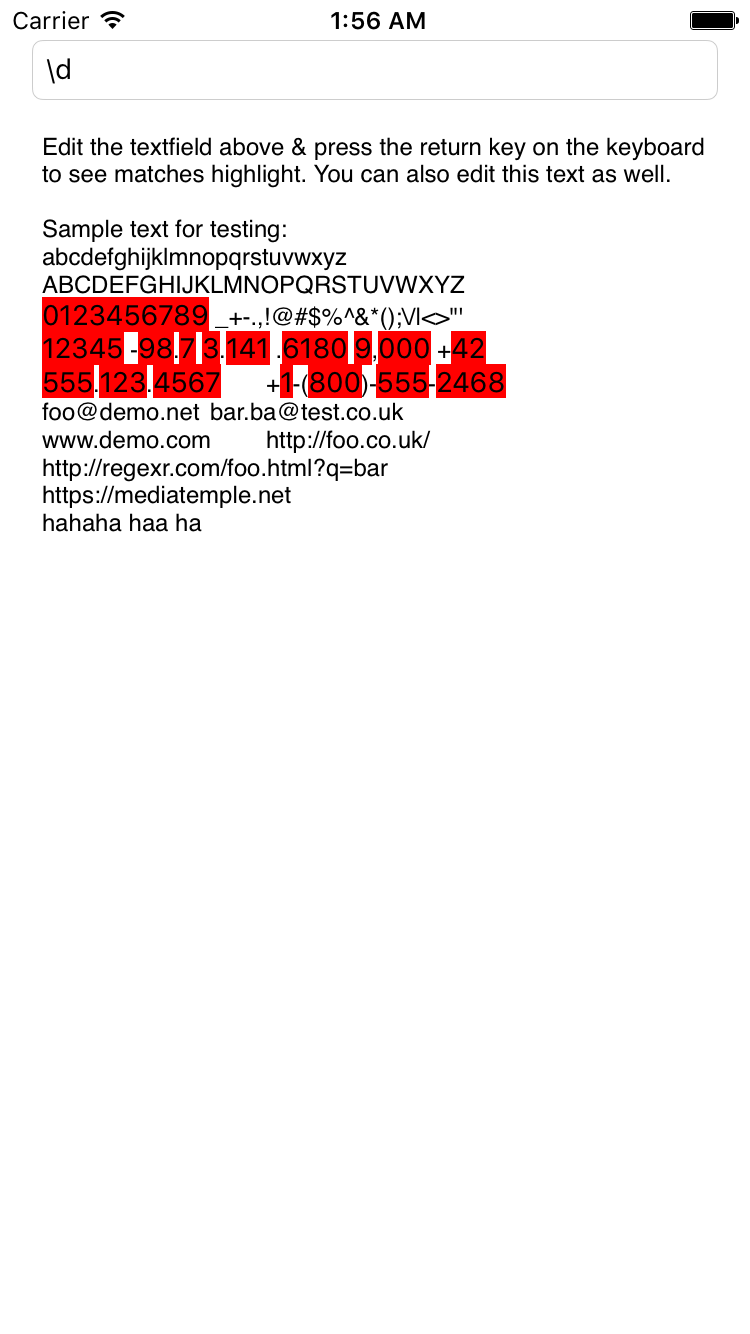 Carrier 1:56 AM
\d
Edit the textfield above & press the return key on the keyboard
to see matches highlight. You can also edit this text as well.
Sample text for testing:
abcdefghijklmnopqrstuvwxyz
ABCDEFGHIJKLMNOPQRSTUVWXYZ
0123456789 _+-.,!@#$%^&*();\/|<>"'
12345 -98.7 3.141 .6180 9,000 +42
555.123.4567 +1-(800)-555-2468
foo@demo.net bar.ba@test.co.uk
www.demo.com http://foo.co.uk/
http://regexr.com/foo.html?q=bar
https://mediatemple.net
hahaha haa ha